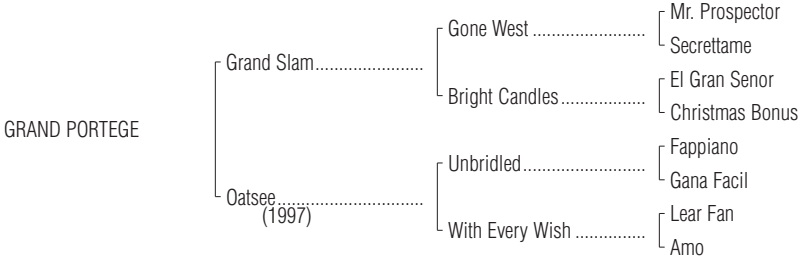 Mr. Prospector
Gone West ........................
Secrettame
Grand Slam.......................
El Gran Senor
Bright Candles..................
Christmas Bonus
GRAND PORTEGE
Fappiano
Unbridled..........................
Gana Facil
Oatsee...............................
(1997)
Lear Fan
With Every Wish ...............
Amo